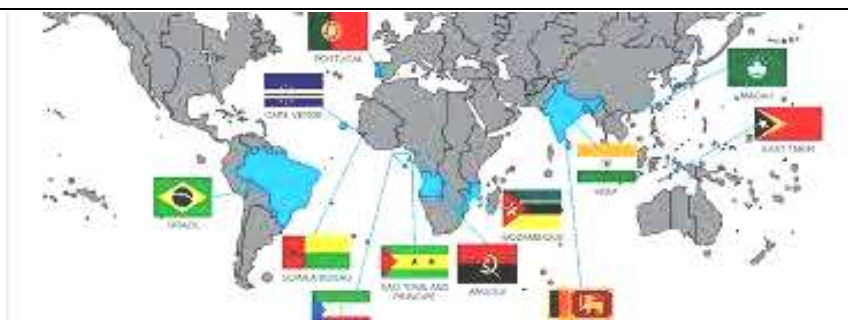 PORTUGAL
CAPE VERDE
MACAU
EAST TIMOR
INDIA
BRAZIL
MOZAMBIQUE
GUINEA BISSAU
SAO TOME AND
PRINCIPE
ANGOLA